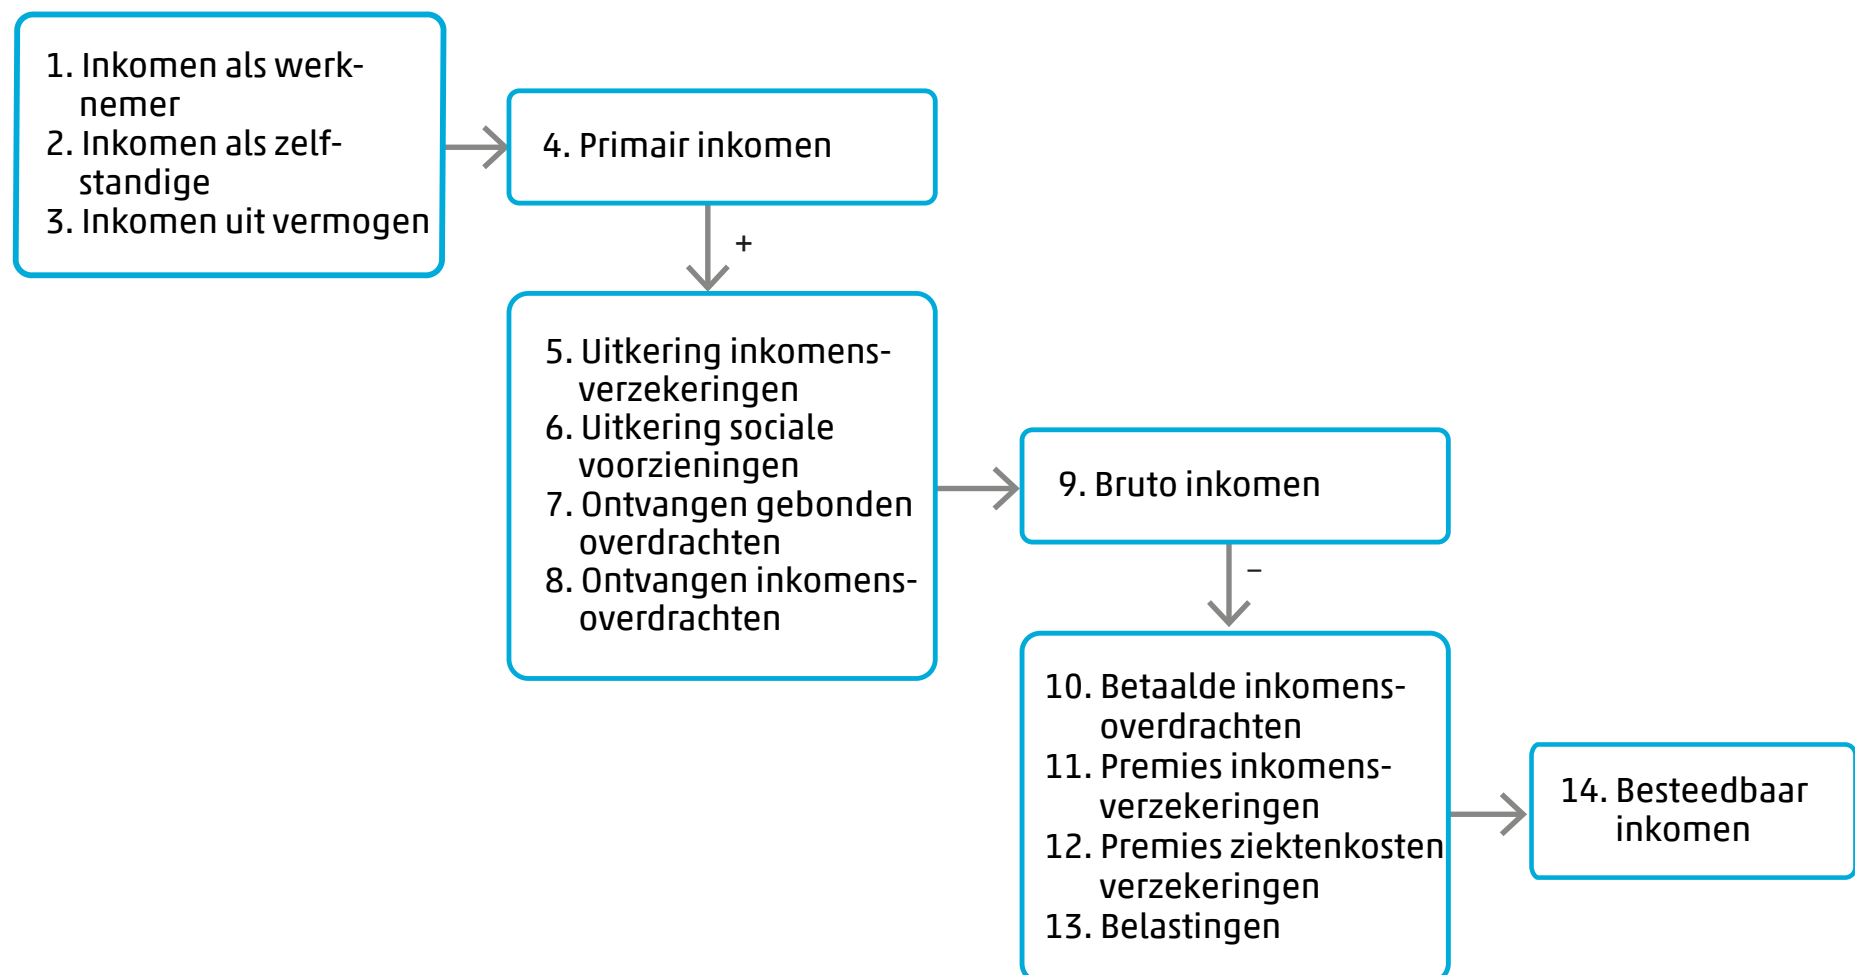 1. Inkomen als werk-
nemer
2. Inkomen als zelf-
standige
3. Inkomen uit vermogen
4. Primair inkomen
+
5. Uitkering inkomens-
verzekeringen
6. Uitkering sociale
voorzieningen
7. Ontvangen gebonden
overdrachten
8. Ontvangen inkomens-
overdrachten
9. Bruto inkomen
–
10. Betaalde inkomens-
overdrachten
11. Premies inkomens-
verzekeringen
12. Premies ziektenkosten
verzekeringen
13. Belastingen
14. Besteedbaar
inkomen